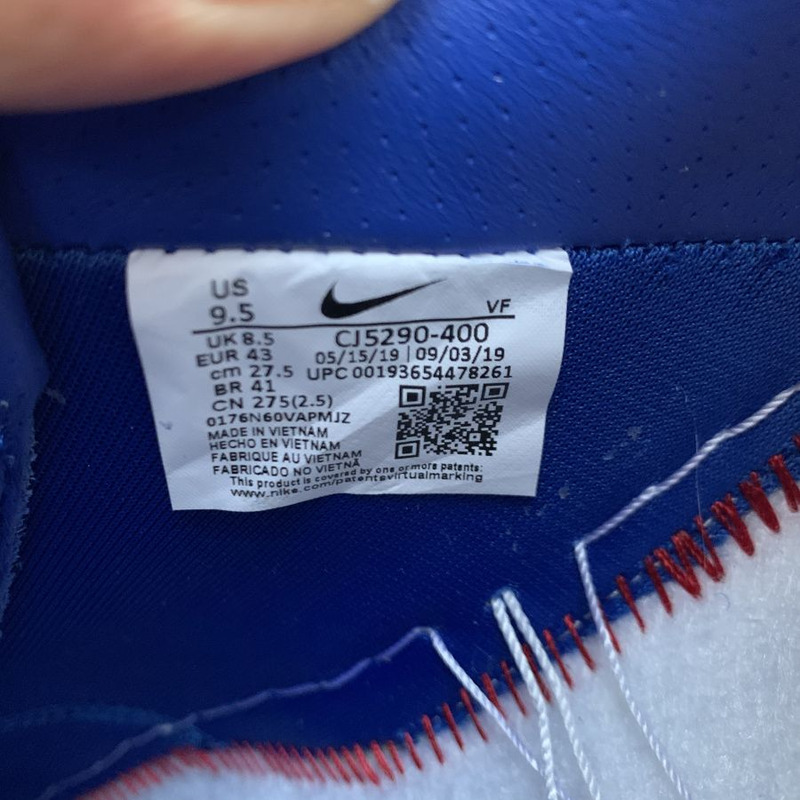 US
9.5
VF
UK 8.5
CJ5290-400
EUR 43
05/15/19 | 09/03/19
cm 27.5
UPC 00193654478261
BR 41
CN 275(2.5)
0176N60VAPMJZ
MADE IN VIETNAM
HECHO EN VIETNAM
FABRIQUE AU VIETNAM
FABRICADO NO VIETNÃ
This product is covered by one or more patents:
www.nike.com/patentsvirtualmarking